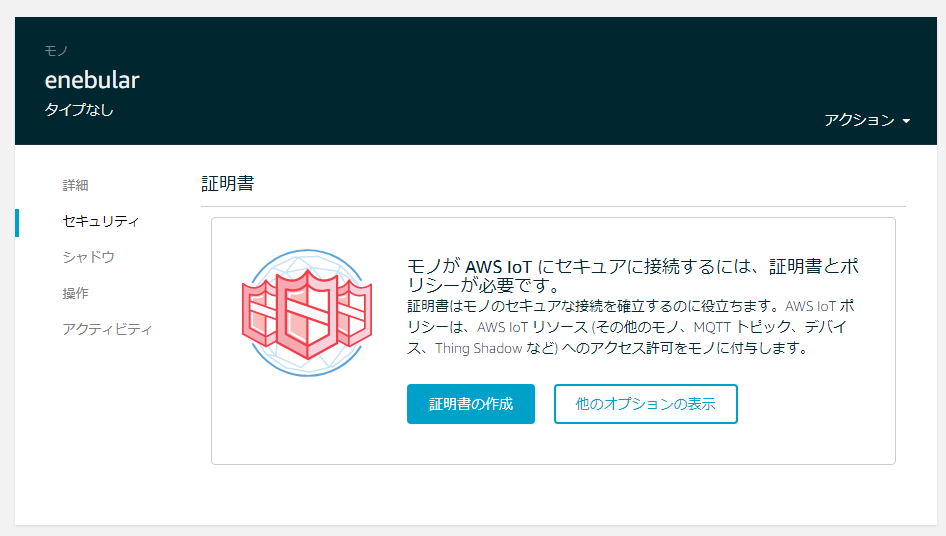 モノ
enebular
タイプなし
アクション
詳細
セキュリティ
シャドウ
操作
アクティビティ
証明書
モノが AWS IoT にセキュアに接続するには、証明書とポ
リシーが必要です。
証明書はモノのセキュアな接続を確立するのに役立ちます。AWS IoT ポ
リシーは、AWS IoT リソース (その他のモノ、MQTT トピック、デバイ
ス、Thing Shadow など) へのアクセス許可をモノに付与します。
証明書の作成
他のオプションの表示